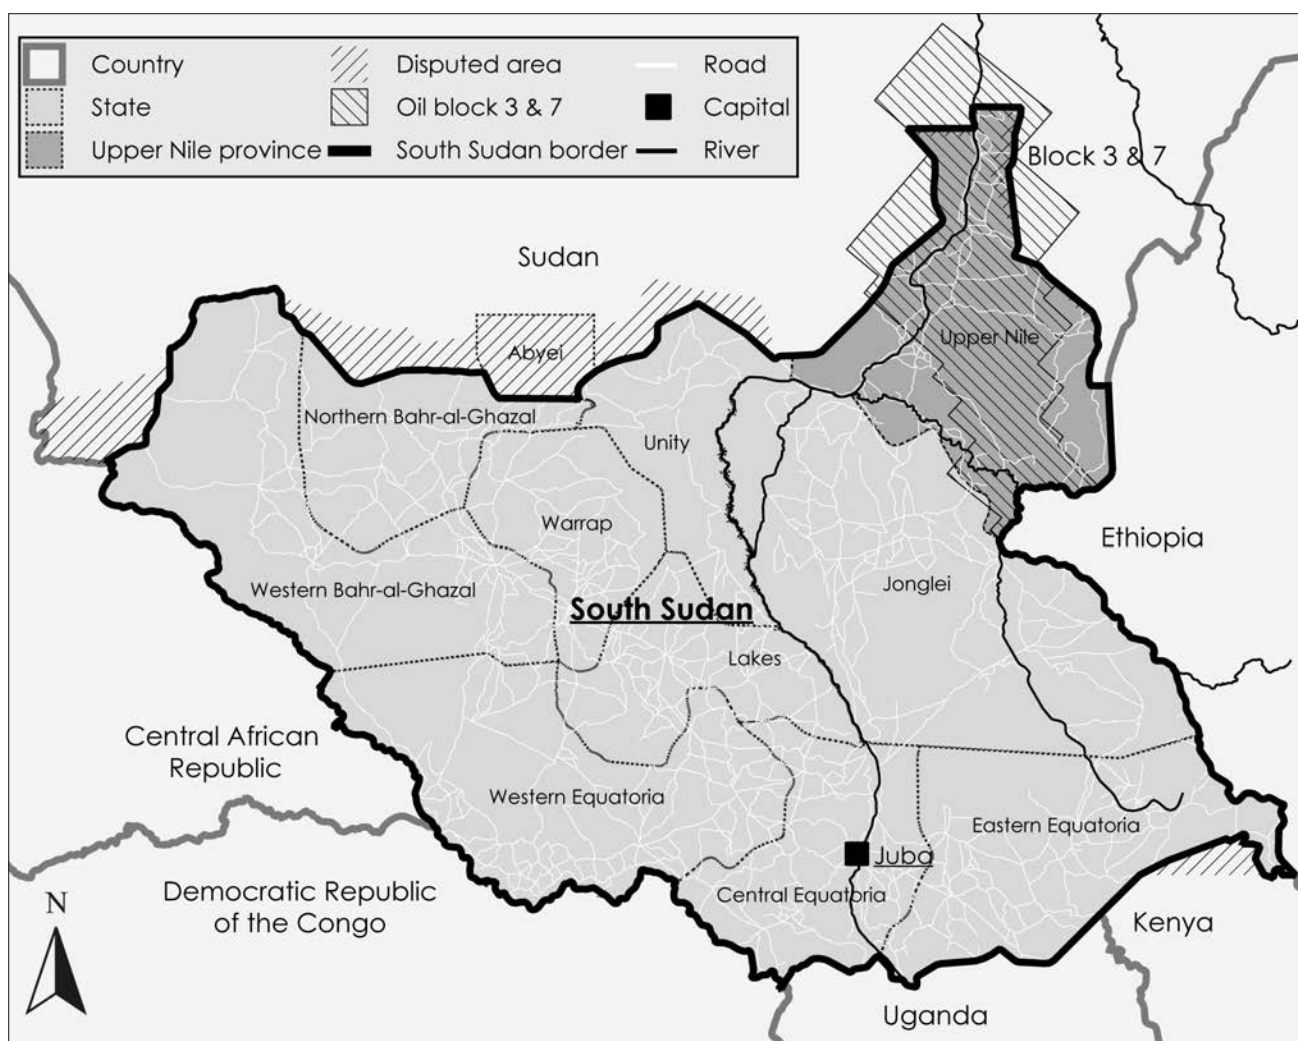 Country
Disputed area
Road
State
Oil block 3 & 7
Capital
Upper Nile province
South Sudan border
River
Block 3 & 7
Sudan
Upper Nile
Abyei
Northern Bahr-al-Ghazal
Unity
Warrap
Ethiopia
Western Bahr-al-Ghazal
Jonglei
South Sudan
Lakes
Central African
Republic
Western Equatoria
Eastern Equatoria
Juba
Democratic Republic
of the Congo
Central Equatoria
N
Kenya
Uganda